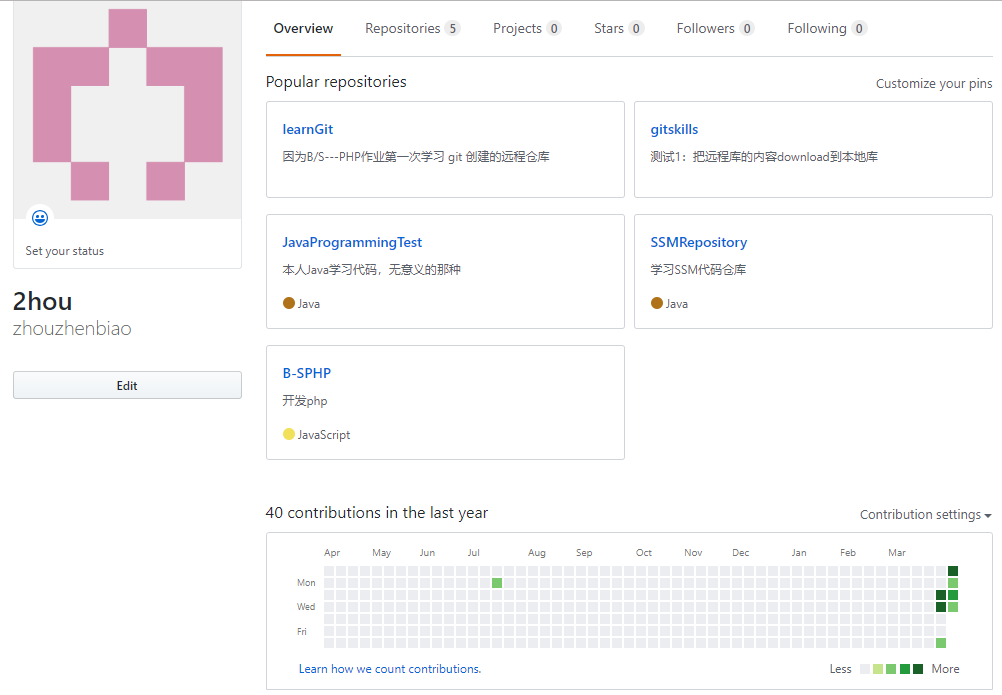 Overview Repositories 5 Projects 0 Stars 0 Followers 0 Following 0
Set your status
2hou
zhouzhenbiao
Edit
Popular repositories Customize your pins
learnGit
因为B/S---PHP作业第一次学习 git 创建的远程仓库
gitskills
测试1：把远程库的内容download到本地库
JavaProgrammingTest
本人Java学习代码，无意义的那种
Java
SSMRepository
学习SSM代码仓库
Java
B-SPHP
开发php
JavaScript
40 contributions in the last year Contribution settings
Apr May Jun Jul Aug Sep Oct Nov Dec Jan Feb Mar
Mon
Wed
Fri
Learn how we count contributions. Less More